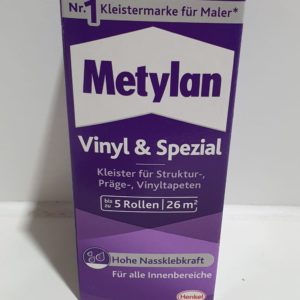 Nr.1 Kleistermarke für Maler*
Metylan
Vinyl & Spezial
Kleister für Struktur-,
Präge-, Vinyltapeten
bis zu 5 Rollen | 26 m²
Hohe Nassklebkraft
Für alle Innenbereiche
Henkel